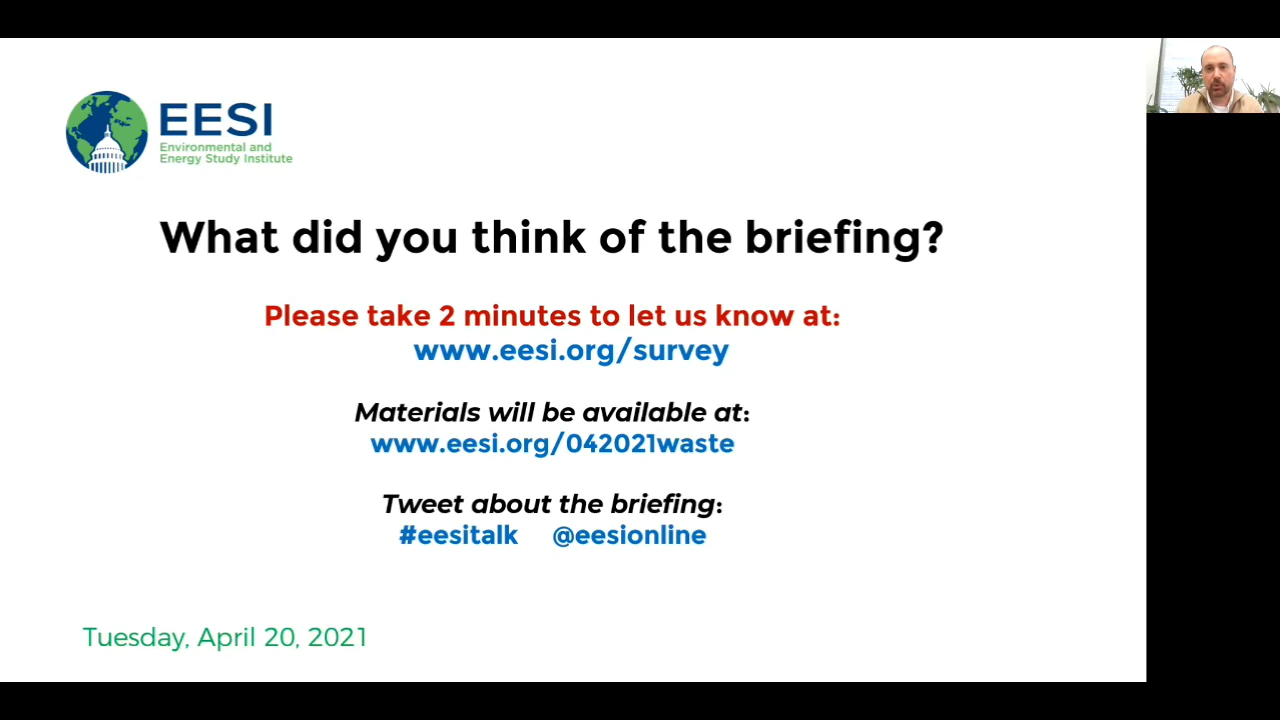 EESI
Environmental and
Energy Study Institute
What did you think of the briefing?
Please take 2 minutes to let us know at:
www.eesi.org/survey
Materials will be available at:
www.eesi.org/042021waste
Tweet about the briefing:
#eesitalk @eesionline
Tuesday, April 20, 2021